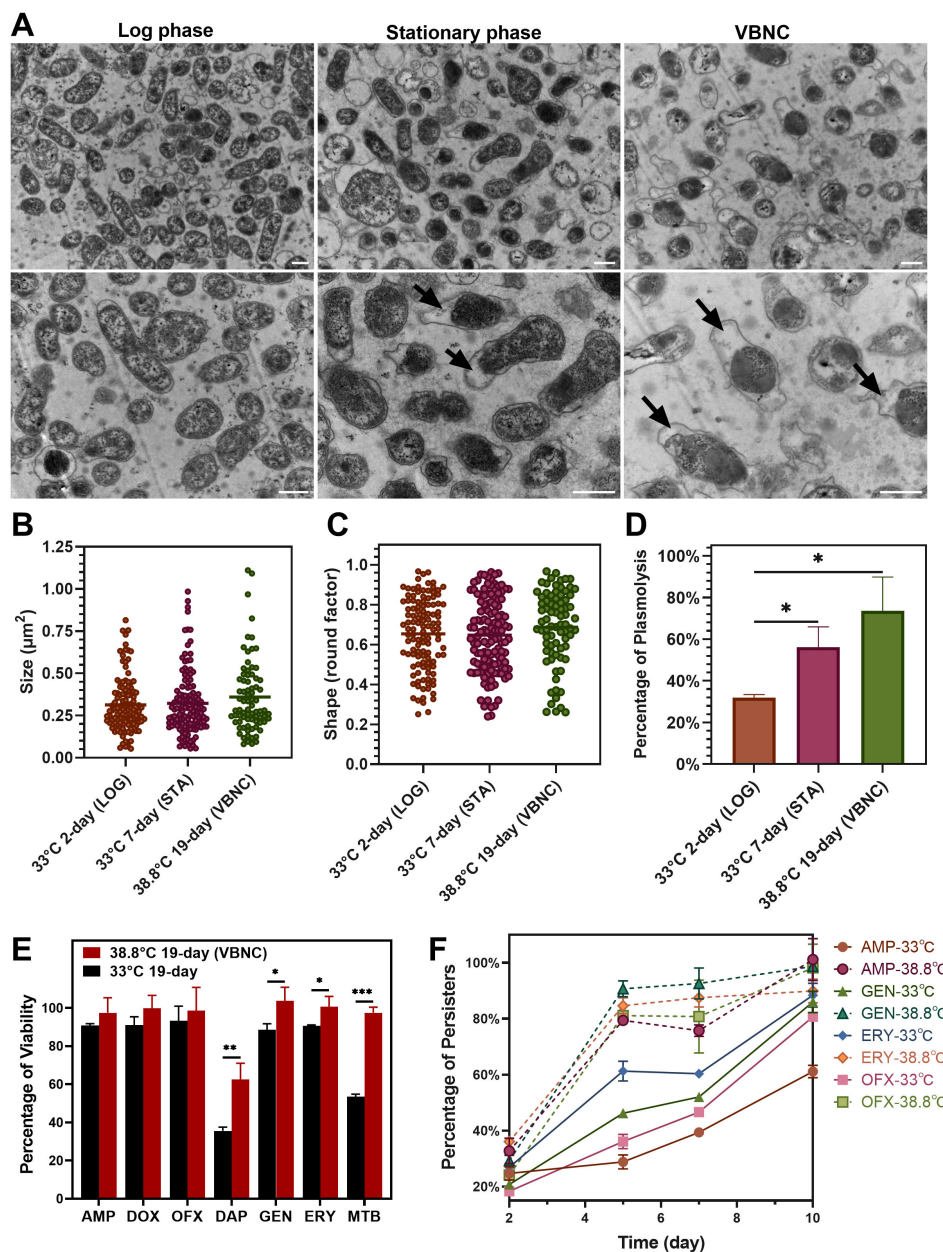 A
Log phase
Stationary phase
VBNC
B
C
D
Size (μm²)
1.25
1.00
0.75
0.50
0.25
0.00
33°C 2-day (LOG)
33°C 7-day (STA)
38.8°C 19-day (VBNC)
Shape (round factor)
1.0
0.8
0.6
0.4
0.2
0.0
33°C 2-day (LOG)
33°C 7-day (STA)
38.8°C 19-day (VBNC)
Percentage of Plasmolysis
100%
80%
60%
40%
20%
0%
*
*
33°C 2-day (LOG)
33°C 7-day (STA)
38.8°C 19-day (VBNC)
E
38.8°C 19-day (VBNC)
33°C 19-day
Percentage of Viability
100
80
60
40
20
0
**
*
*
***
AMP DOX OFX DAP GEN ERY MTB
F
Percentage of Persisters
100%
80%
60%
40%
20%
2 4 6 8 10
Time (day)
AMP-33°C
AMP-38.8°C
GEN-33°C
GEN-38.8°C
ERY-33°C
ERY-38.8°C
OFX-33°C
OFX-38.8°C